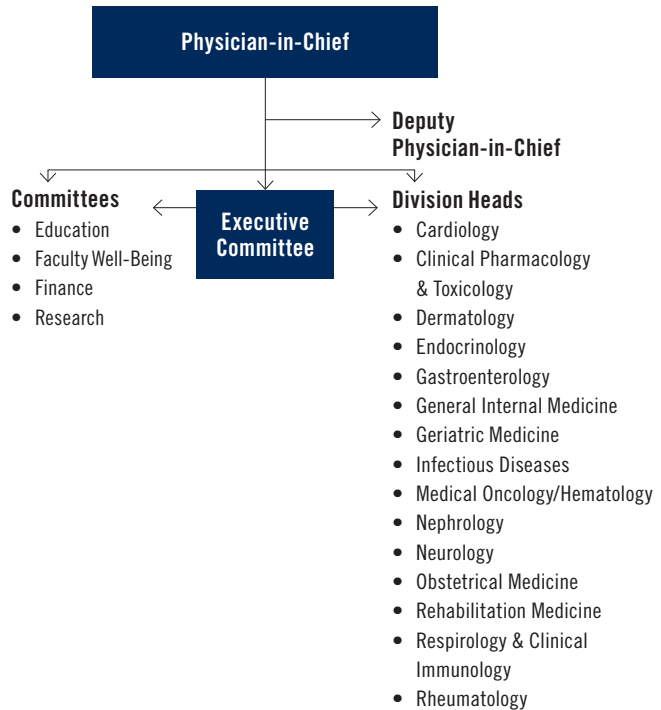 Physician-in-Chief
Deputy
Physician-in-Chief
Committees
• Education
• Faculty Well-Being
• Finance
• Research
Executive
Committee
Division Heads
• Cardiology
• Clinical Pharmacology
& Toxicology
• Dermatology
• Endocrinology
• Gastroenterology
• General Internal Medicine
• Geriatric Medicine
• Infectious Diseases
• Medical Oncology/Hematology
• Nephrology
• Neurology
• Obstetrical Medicine
• Rehabilitation Medicine
• Respirology & Clinical
Immunology
• Rheumatology